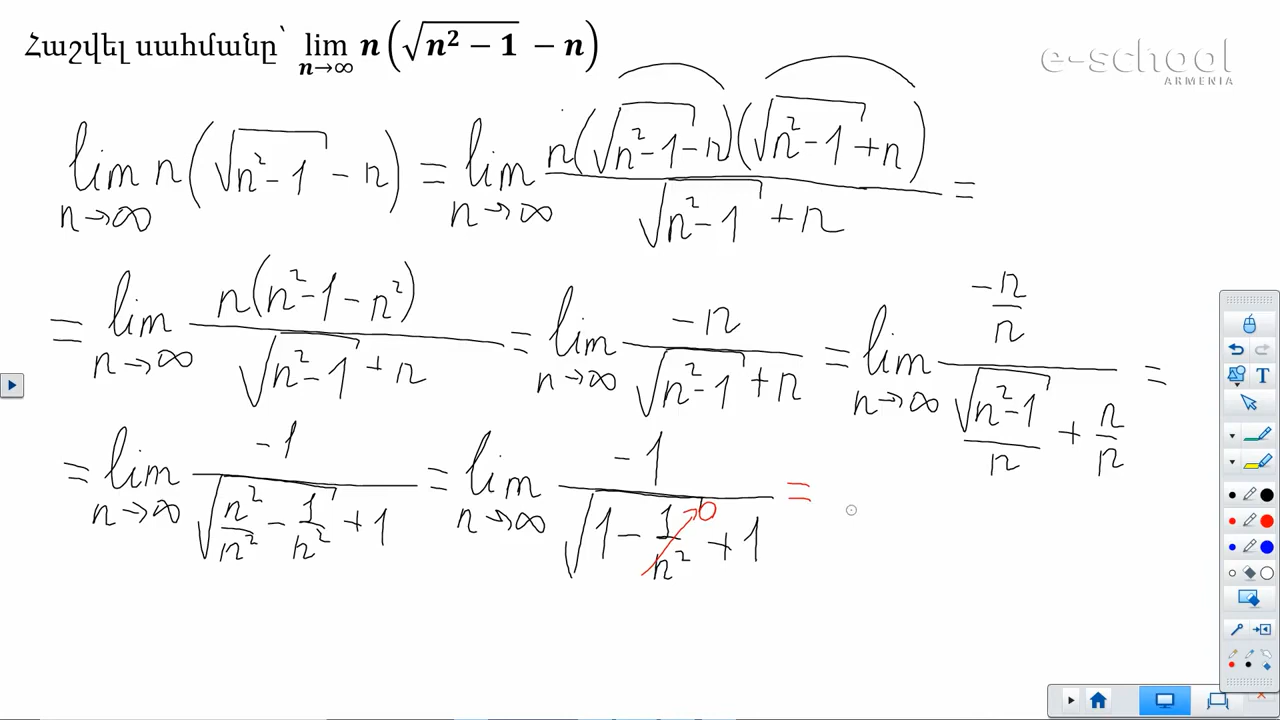 Հաշվել սահմանը՝ lim n→∞ n(√(n² − 1) − n)
e-school
ARMENIA
lim n→∞ n(√(n²−1) − n) = lim n→∞ n(√(n²−1) − n)(√(n²−1) + n) / (√(n²−1) + n) =
= lim n→∞ n(n²−1−n²) / (√(n²−1) + n) = lim n→∞ −n / (√(n²−1) + n) = lim n→∞ (−n/n) / (√(n²−1)/n + n/n) =
= lim n→∞ −1 / (√(n²/n² − 1/n²) + 1) = lim n→∞ −1 / (√(1 − 1/n²) + 1) =
0
T